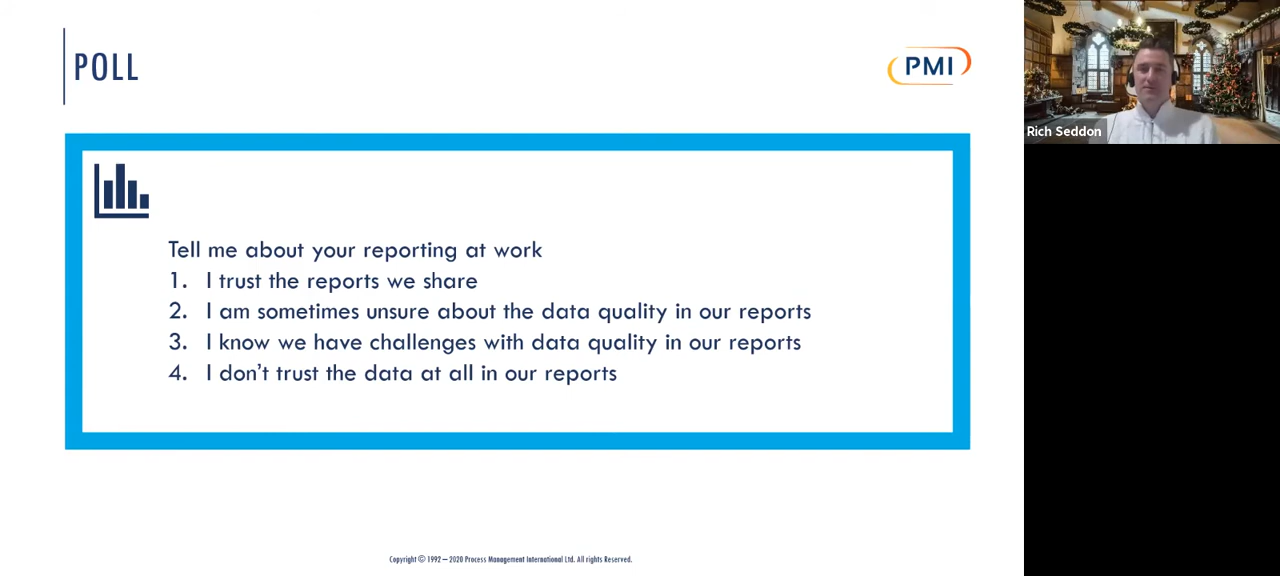 POLL
PMI
Rich Seddon
Tell me about your reporting at work
1. I trust the reports we share
2. I am sometimes unsure about the data quality in our reports
3. I know we have challenges with data quality in our reports
4. I don’t trust the data at all in our reports
Copyright © 1992 – 2020 Process Management International Ltd. All rights Reserved.